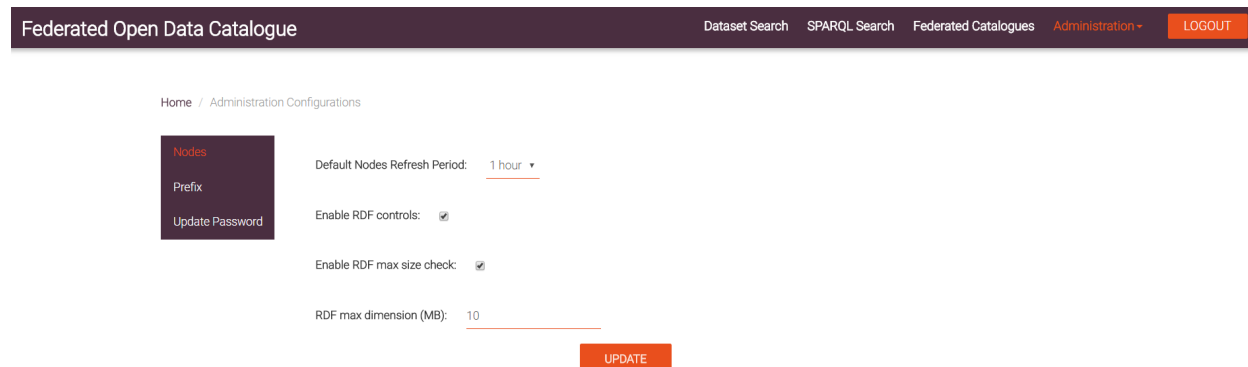 Federated Open Data Catalogue
Dataset Search SPARQL Search Federated Catalogues Administration LOGOUT
Home / Administration Configurations
Nodes
Prefix
Update Password
Default Nodes Refresh Period: 1 hour
Enable RDF controls:
Enable RDF max size check:
RDF max dimension (MB): 10
UPDATE